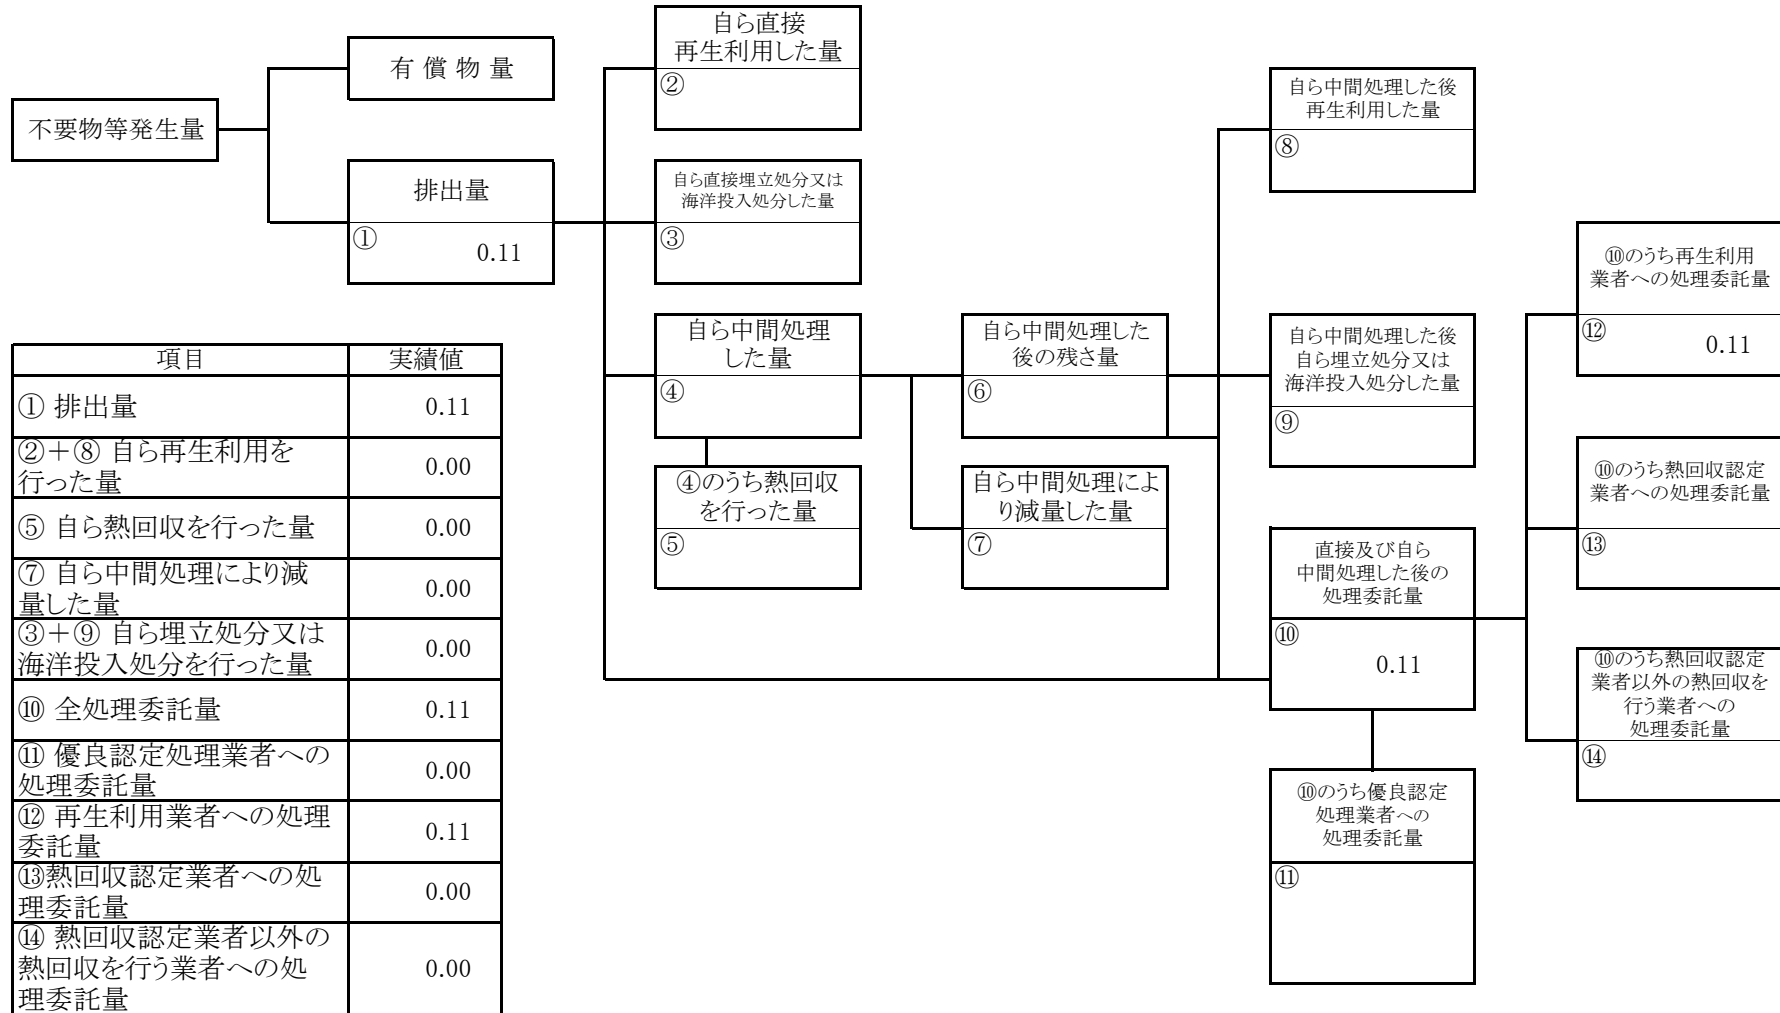 不要物等発生量
有 償 物 量
排出量
①
0.11
自ら直接
再生利用した量
②
自ら直接埋立処分又は
海洋投入処分した量
③
自ら中間処理
した量
④
④のうち熱回収
を行った量
⑤
自ら中間処理した
後の残さ量
⑥
自ら中間処理によ
り減量した量
⑦
自ら中間処理した後
再生利用した量
⑧
自ら中間処理した後
自ら埋立処分又は
海洋投入処分した量
⑨
直接及び自ら
中間処理した後の
処理委託量
⑩
0.11
⑩のうち優良認定
処理業者への
処理委託量
⑪
⑩のうち再生利用
業者への処理委託量
⑫
0.11
⑩のうち熱回収認定
業者への処理委託量
⑬
⑩のうち熱回収認定
業者以外の熱回収を
行う業者への
処理委託量
⑭
項目 実績値
① 排出量 0.11
②＋⑧ 自ら再生利用を
行った量 0.00
⑤ 自ら熱回収を行った量 0.00
⑦ 自ら中間処理により減
量した量 0.00
③＋⑨ 自ら埋立処分又は
海洋投入処分を行った量 0.00
⑩ 全処理委託量 0.11
⑪ 優良認定処理業者への
処理委託量 0.00
⑫ 再生利用業者への処理
委託量 0.11
⑬熱回収認定業者への処
理委託量 0.00
⑭ 熱回収認定業者以外の
熱回収を行う業者への処 0.00
理委託量